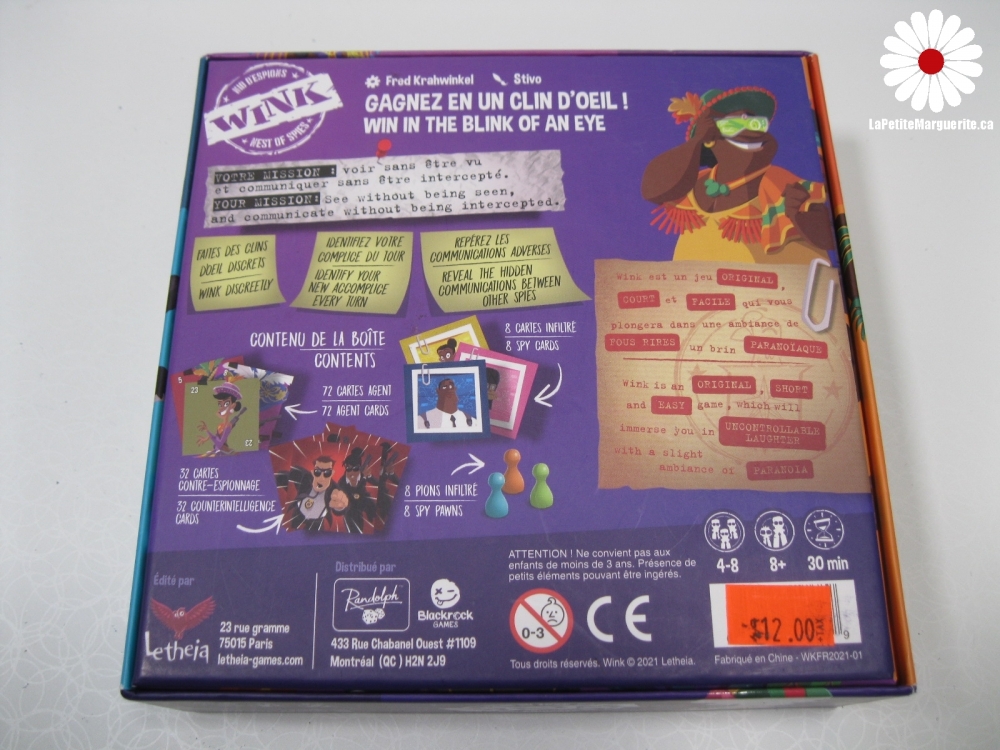 LaPetiteMarguerite.ca
NID D'ESPIONS
WINK
NEST OF SPIES
Fred Krahwinkel Stivo
GAGNEZ EN UN CLIN D'OEIL !
WIN IN THE BLINK OF AN EYE
VOTRE MISSION : voir sans être vu
et communiquer sans être intercepté.
YOUR MISSION: See without being seen,
and communicate without being intercepted.
FAITES DES CLINS
D'OEIL DISCRETS
WINK DISCREETLY
IDENTIFIEZ VOTRE
COMPLICE DU TOUR
IDENTIFY YOUR
NEW ACCOMPLICE
EVERY TURN
REPÉREZ LES
COMMUNICATIONS ADVERSES
REVEAL THE HIDDEN
COMMUNICATIONS BETWEEN
OTHER SPIES
Wink est un jeu ORIGINAL,
COURT et FACILE qui vous
plongera dans une ambiance de
FOUS RIRES un brin PARANOÏAQUE
Wink is an ORIGINAL, SHORT
and EASY game, which will
immerse you in UNCONTROLLABLE
LAUGHTER
with a slight
ambiance of PARANOIA
CONTENU DE LA BOÎTE
CONTENTS
8 CARTES INFILTRÉ
8 SPY CARDS
72 CARTES AGENT
72 AGENT CARDS
23
23
32 CARTES
CONTRE-ESPIONNAGE
32 COUNTERINTELLIGENCE
CARDS
8 PIONS INFILTRÉ
8 SPY PAWNS
4-8 8+ 30 min
ATTENTION ! Ne convient pas aux
enfants de moins de 3 ans. Présence de
petits éléments pouvant être ingérés.
0-3
CE
Tous droits réservés. Wink © 2021 Letheia.
$12.00+TAX
9
Fabriqué en Chine - WKFR2021-01
Édité par
Letheia
23 rue gramme
75015 Paris
letheia-games.com
Distribué par
Randolph
Blackrock
GAMES
433 Rue Chabanel Ouest #1109
Montréal (QC) H2N 2J9